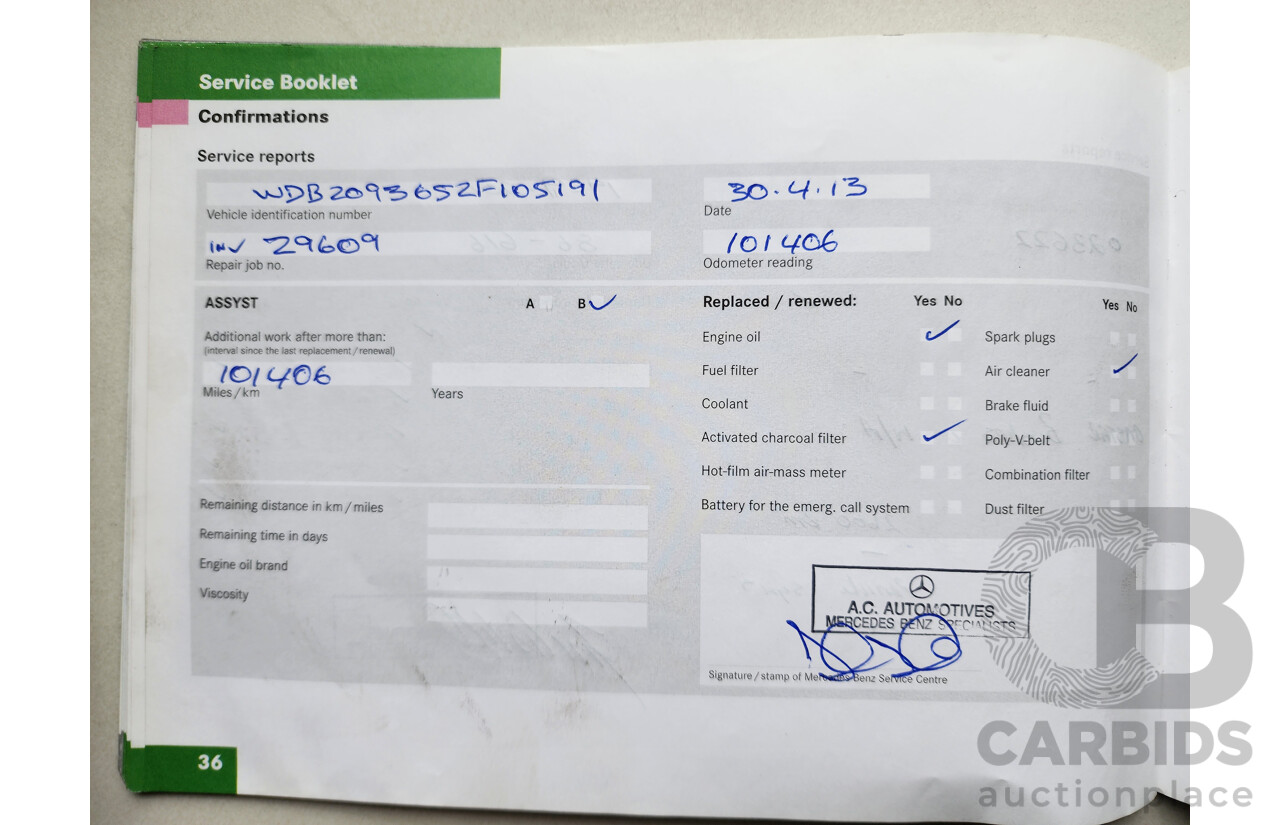 Service Booklet
Confirmations
Service reports
WDB2093652F105191
Vehicle identification number
30.4.13
Date
INV 29609
Repair job no.
101406
Odometer reading
ASSYST A B
Additional work after more than:
(interval since the last replacement/renewal)
101406
Miles/km
Years
Remaining distance in km/miles
Remaining time in days
Engine oil brand
Viscosity
Replaced / renewed: Yes No
Engine oil
Fuel filter
Coolant
Activated charcoal filter
Hot-film air-mass meter
Battery for the emerg. call system
Yes No
Spark plugs
Air cleaner
Brake fluid
Poly-V-belt
Combination filter
Dust filter
A.C. AUTOMOTIVES
MERCEDES BENZ SPECIALISTS
Signature/stamp of Mercedes-Benz Service Centre
36
CB
CARBIDS
auctionplace